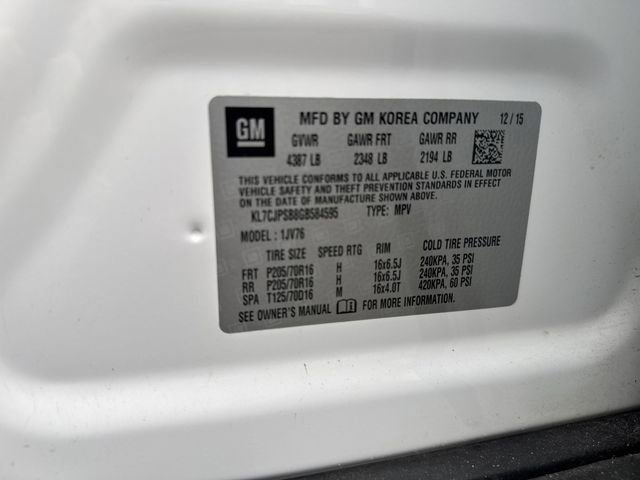 GM MFD BY GM KOREA COMPANY 12 / 15
GVWR GAWR FRT GAWR RR
4387 LB 2348 LB 2194 LB
THIS VEHICLE CONFORMS TO ALL APPLICABLE U.S. FEDERAL MOTOR
VEHICLE SAFETY AND THEFT PREVENTION STANDARDS IN EFFECT
ON THE DATE OF MANUFACTURE SHOWN ABOVE.
KL7CJPSB8GB584595 TYPE: MPV
MODEL : 1JV76
TIRE SIZE SPEED RTG RIM COLD TIRE PRESSURE
FRT P205/70R16 H 16x6.5J 240KPA, 35 PSI
RR P205/70R16 H 16x6.5J 240KPA, 35 PSI
SPA T125/70D16 M 16x4.0T 420KPA, 60 PSI
SEE OWNER'S MANUAL FOR MORE INFORMATION.